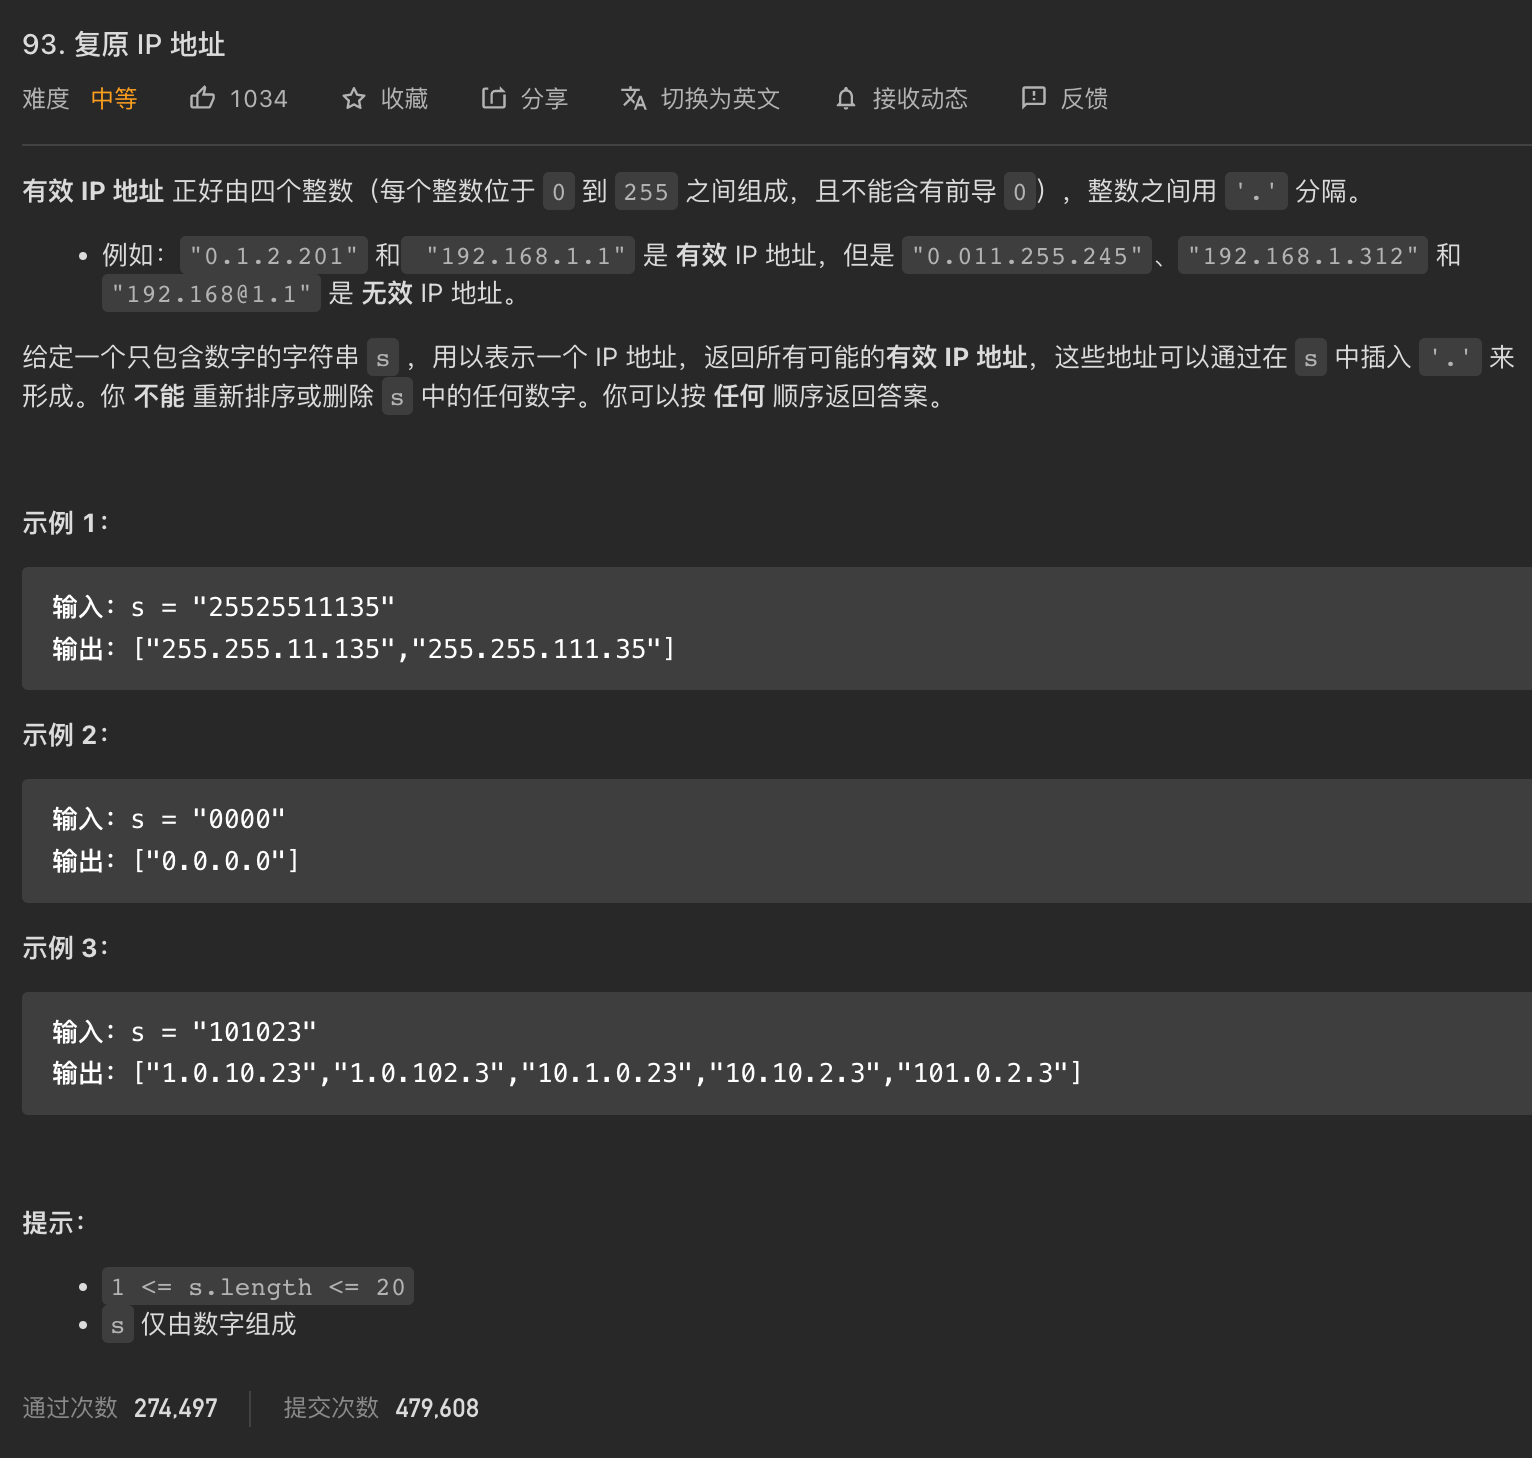 93. 复原 IP 地址
难度 中等 1034 收藏 分享 切换为英文 接收动态 反馈
有效 IP 地址 正好由四个整数（每个整数位于 0 到 255 之间组成，且不能含有前导 0），整数之间用 '.' 分隔。
• 例如："0.1.2.201" 和 "192.168.1.1" 是 有效 IP 地址，但是 "0.011.255.245"、"192.168.1.312" 和
"192.168@1.1" 是 无效 IP 地址。
给定一个只包含数字的字符串 s ，用以表示一个 IP 地址，返回所有可能的有效 IP 地址，这些地址可以通过在 s 中插入 '.' 来
形成。你 不能 重新排序或删除 s 中的任何数字。你可以按 任何 顺序返回答案。
示例 1：
输入：s = "25525511135"
输出：["255.255.11.135","255.255.111.35"]
示例 2：
输入：s = "0000"
输出：["0.0.0.0"]
示例 3：
输入：s = "101023"
输出：["1.0.10.23","1.0.102.3","10.1.0.23","10.10.2.3","101.0.2.3"]
提示：
• 1 <= s.length <= 20
• s 仅由数字组成
通过次数 274,497 提交次数 479,608